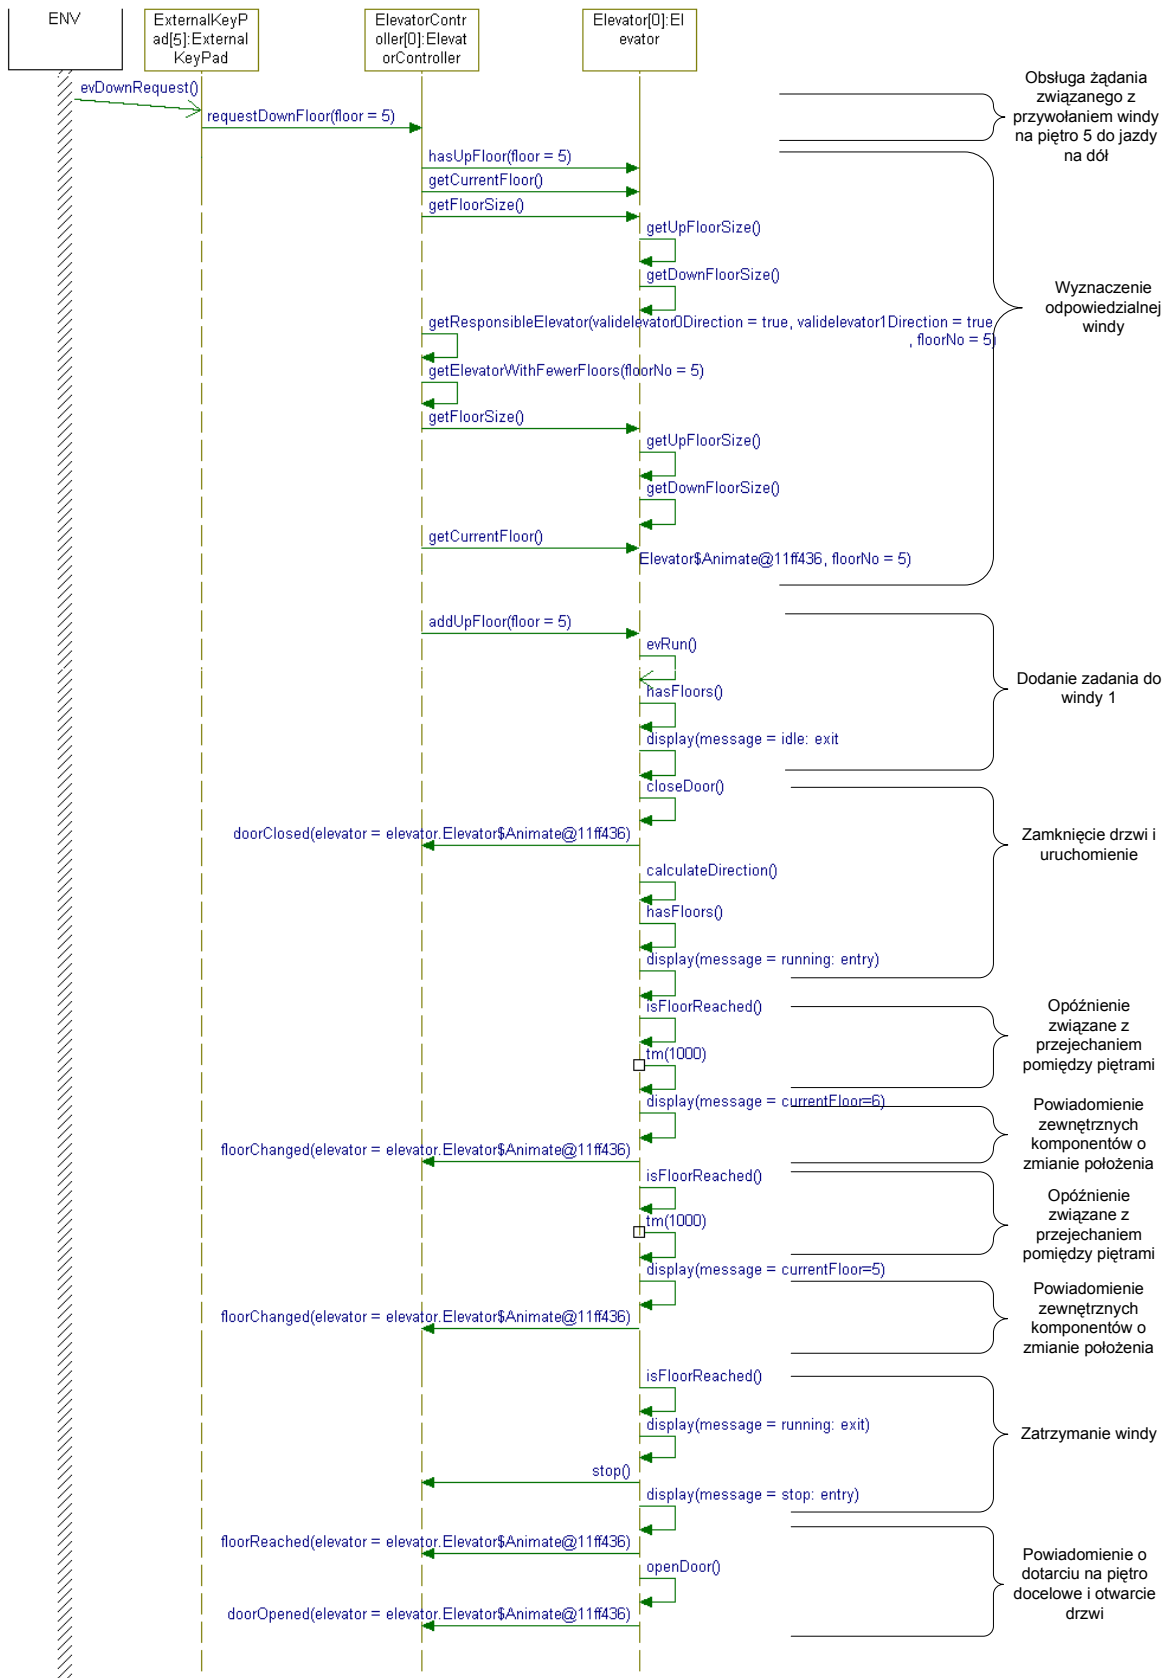 ENV
ExternalKeyP
ad[5]:External
KeyPad
ElevatorContr
oller[0]:Elevat
orController
Elevator[0]:El
evator
evDownRequest()
requestDownFloor(floor = 5)
Obsługa żądania
związanego z
przywołaniem windy
na piętro 5 do jazdy
na dół
hasUpFloor(floor = 5)
getCurrentFloor()
getFloorSize()
getUpFloorSize()
getDownFloorSize()
getResponsibleElevator(validelevator0Direction = true, validelevator1Direction = true
, floorNo = 5)
getElevatorWithFewerFloors(floorNo = 5)
getFloorSize()
getUpFloorSize()
getDownFloorSize()
getCurrentFloor()
Elevator$Animate@11ff436, floorNo = 5)
Wyznaczenie
odpowiedzialnej
windy
addUpFloor(floor = 5)
evRun()
hasFloors()
display(message = idle: exit
Dodanie zadania do
windy 1
closeDoor()
doorClosed(elevator = elevator.Elevator$Animate@11ff436)
calculateDirection()
hasFloors()
display(message = running: entry)
Zamknięcie drzwi i
uruchomienie
isFloorReached()
tm(1000)
Opóźnienie
związane z
przejechaniem
pomiędzy piętrami
display(message = currentFloor=6)
floorChanged(elevator = elevator.Elevator$Animate@11ff436)
Powiadomienie
zewnętrznych
komponentów o
zmianie położenia
isFloorReached()
tm(1000)
Opóźnienie
związane z
przejechaniem
pomiędzy piętrami
display(message = currentFloor=5)
floorChanged(elevator = elevator.Elevator$Animate@11ff436)
Powiadomienie
zewnętrznych
komponentów o
zmianie położenia
isFloorReached()
display(message = running: exit)
stop()
display(message = stop: entry)
Zatrzymanie windy
floorReached(elevator = elevator.Elevator$Animate@11ff436)
openDoor()
doorOpened(elevator = elevator.Elevator$Animate@11ff436)
Powiadomienie o
dotarciu na piętro
docelowe i otwarcie
drzwi